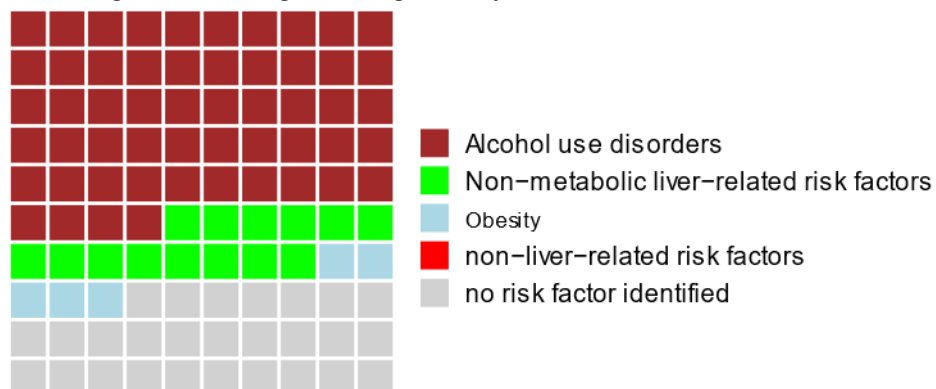 Alcohol use disorders
Non−metabolic liver−related risk factors
Obesity
non−liver−related risk factors
no risk factor identified